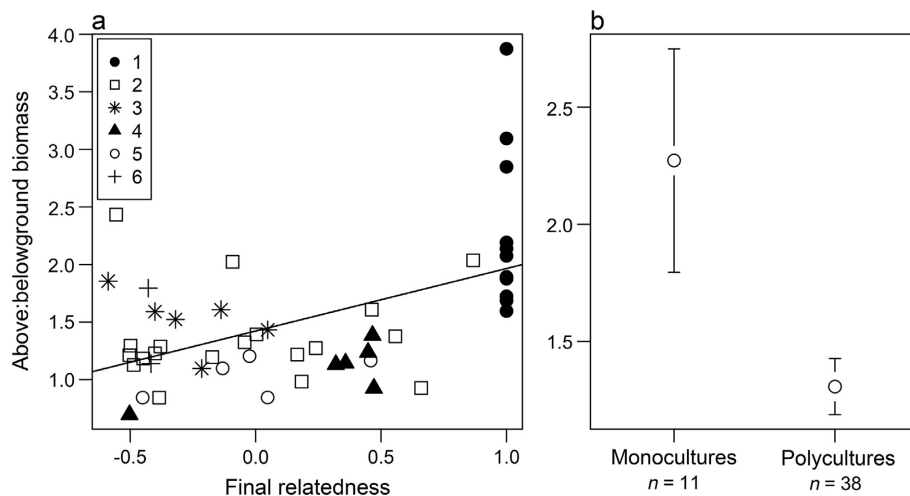 a
b
4.0
3.5
3.0
2.5
2.0
1.5
1.0
Above:belowground biomass
1
2
3
4
5
6
-0.5
0.0
0.5
1.0
Final relatedness
2.5
2.0
1.5
Monocultures
n = 11
Polycultures
n = 38